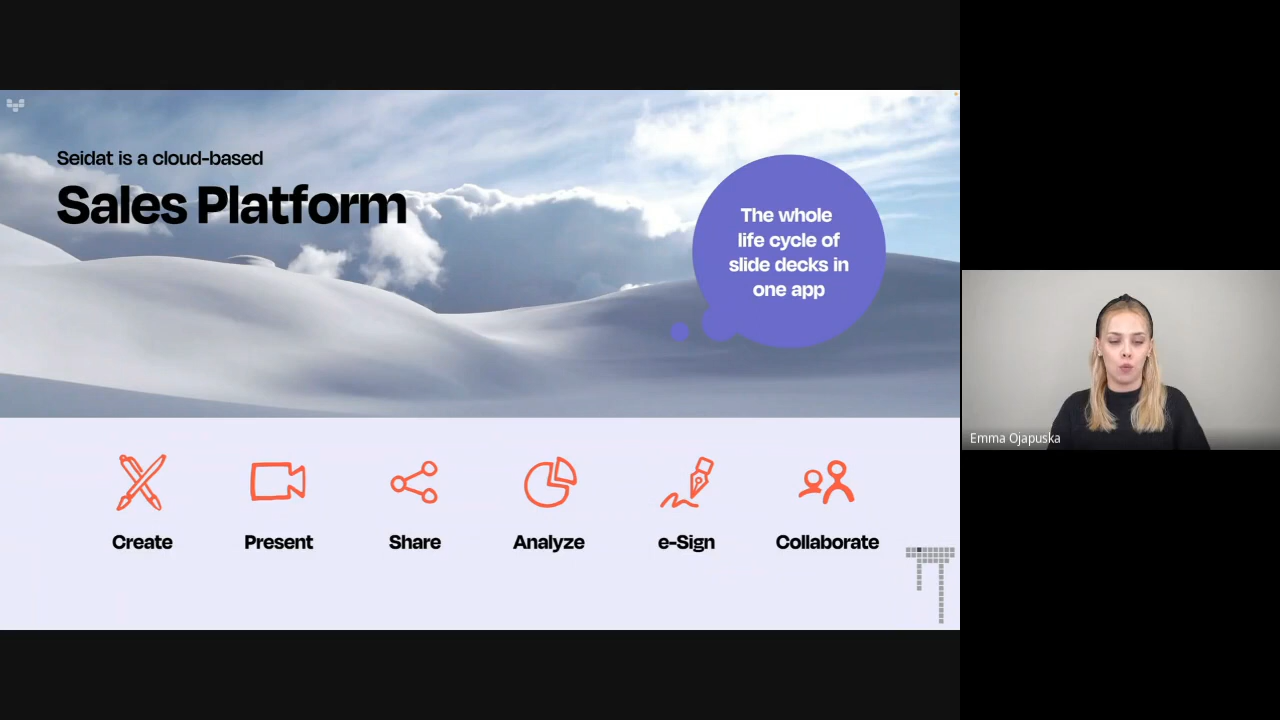 Seidat is a cloud-based
Sales Platform
The whole
life cycle of
slide decks in
one app
Create
Present
Share
Analyze
e-Sign
Collaborate
Emma Ojapuska